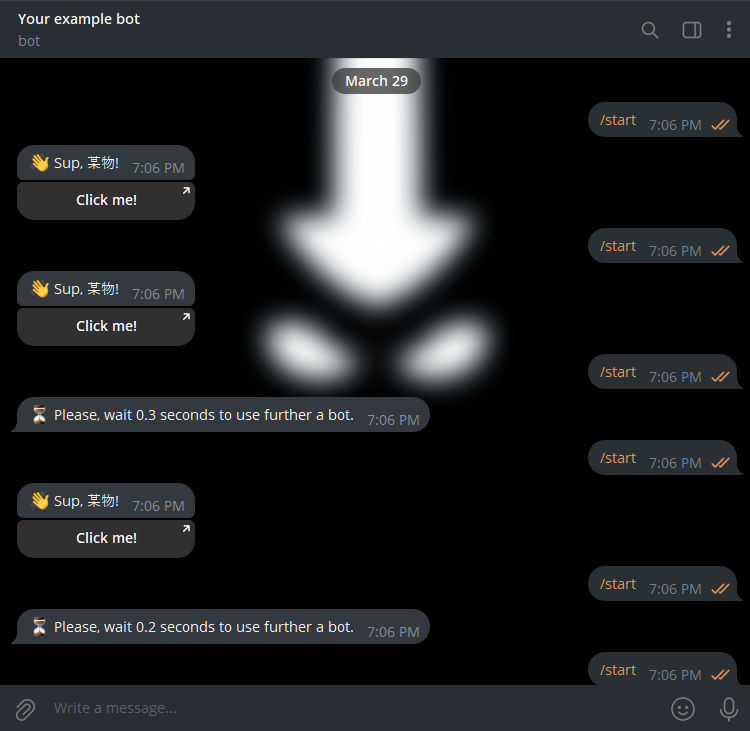 Your example bot
bot
March 29
/start 7:06 PM
👋 Sup, 某物! 7:06 PM
Click me!
/start 7:06 PM
👋 Sup, 某物! 7:06 PM
Click me!
/start 7:06 PM
⏳ Please, wait 0.3 seconds to use further a bot. 7:06 PM
/start 7:06 PM
👋 Sup, 某物! 7:06 PM
Click me!
/start 7:06 PM
⏳ Please, wait 0.2 seconds to use further a bot. 7:06 PM
/start 7:06 PM
Write a message...